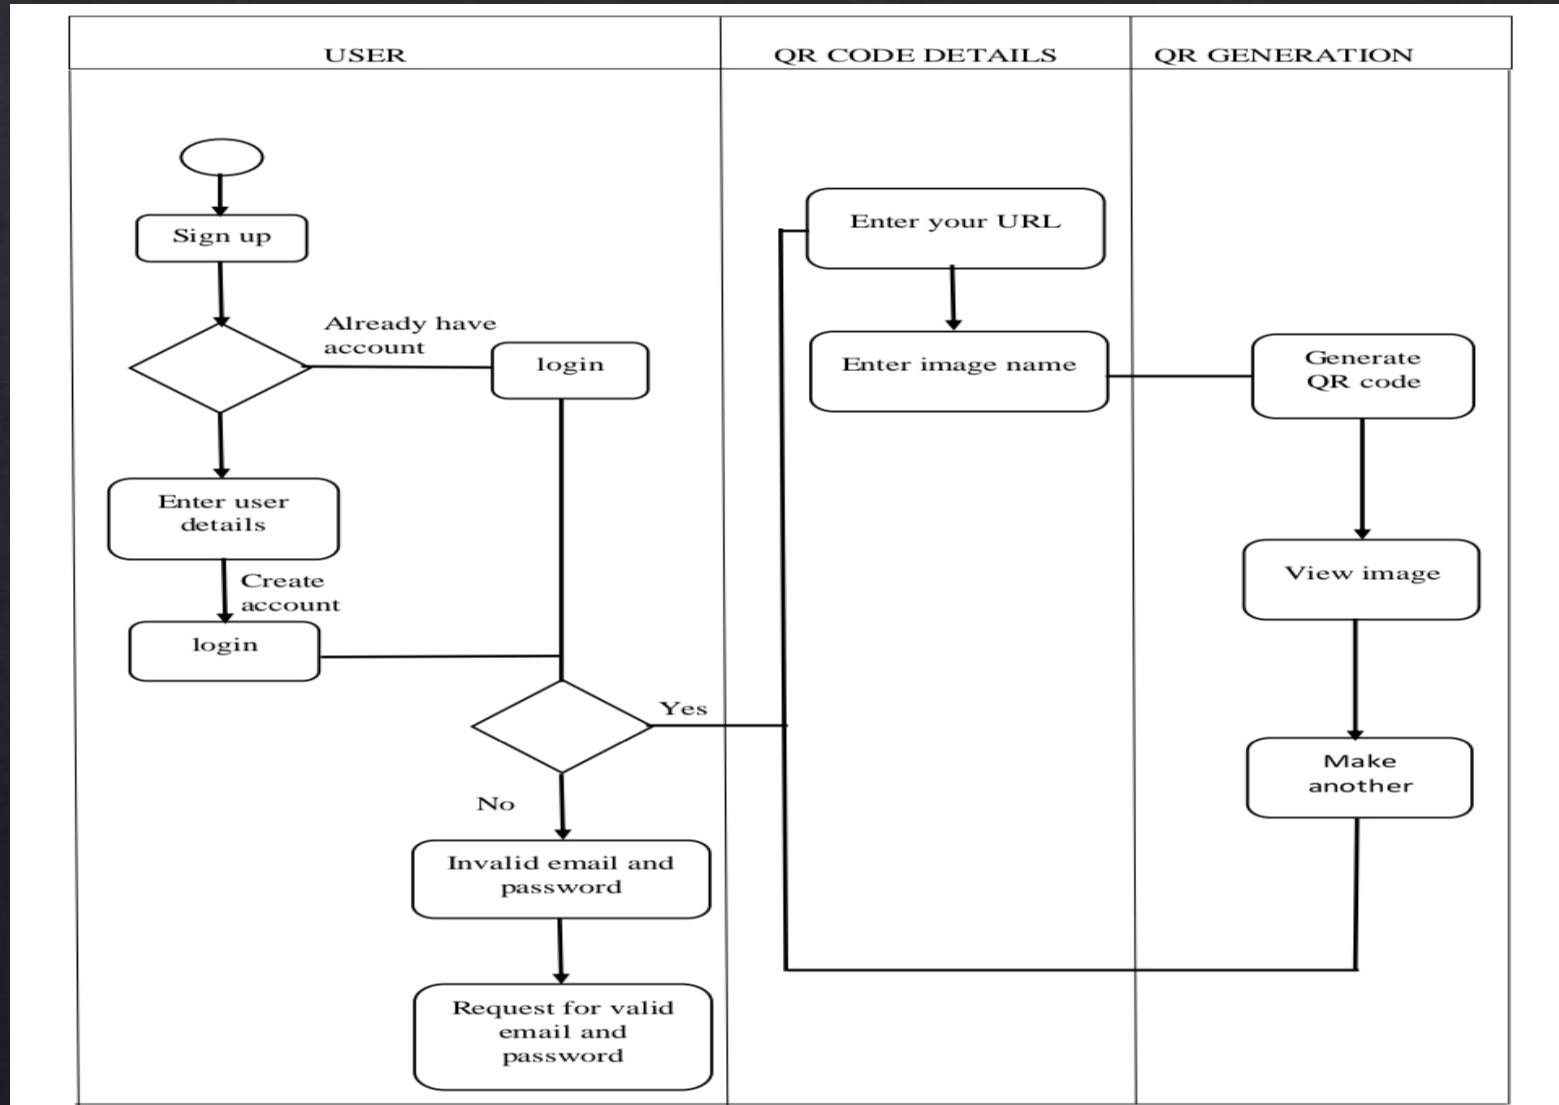 USER
QR CODE DETAILS
QR GENERATION
Sign up
Already have
account
login
Enter user
details
Create
account
login
Yes
No
Invalid email and
password
Request for valid
email and
password
Enter your URL
Enter image name
Generate
QR code
View image
Make
another